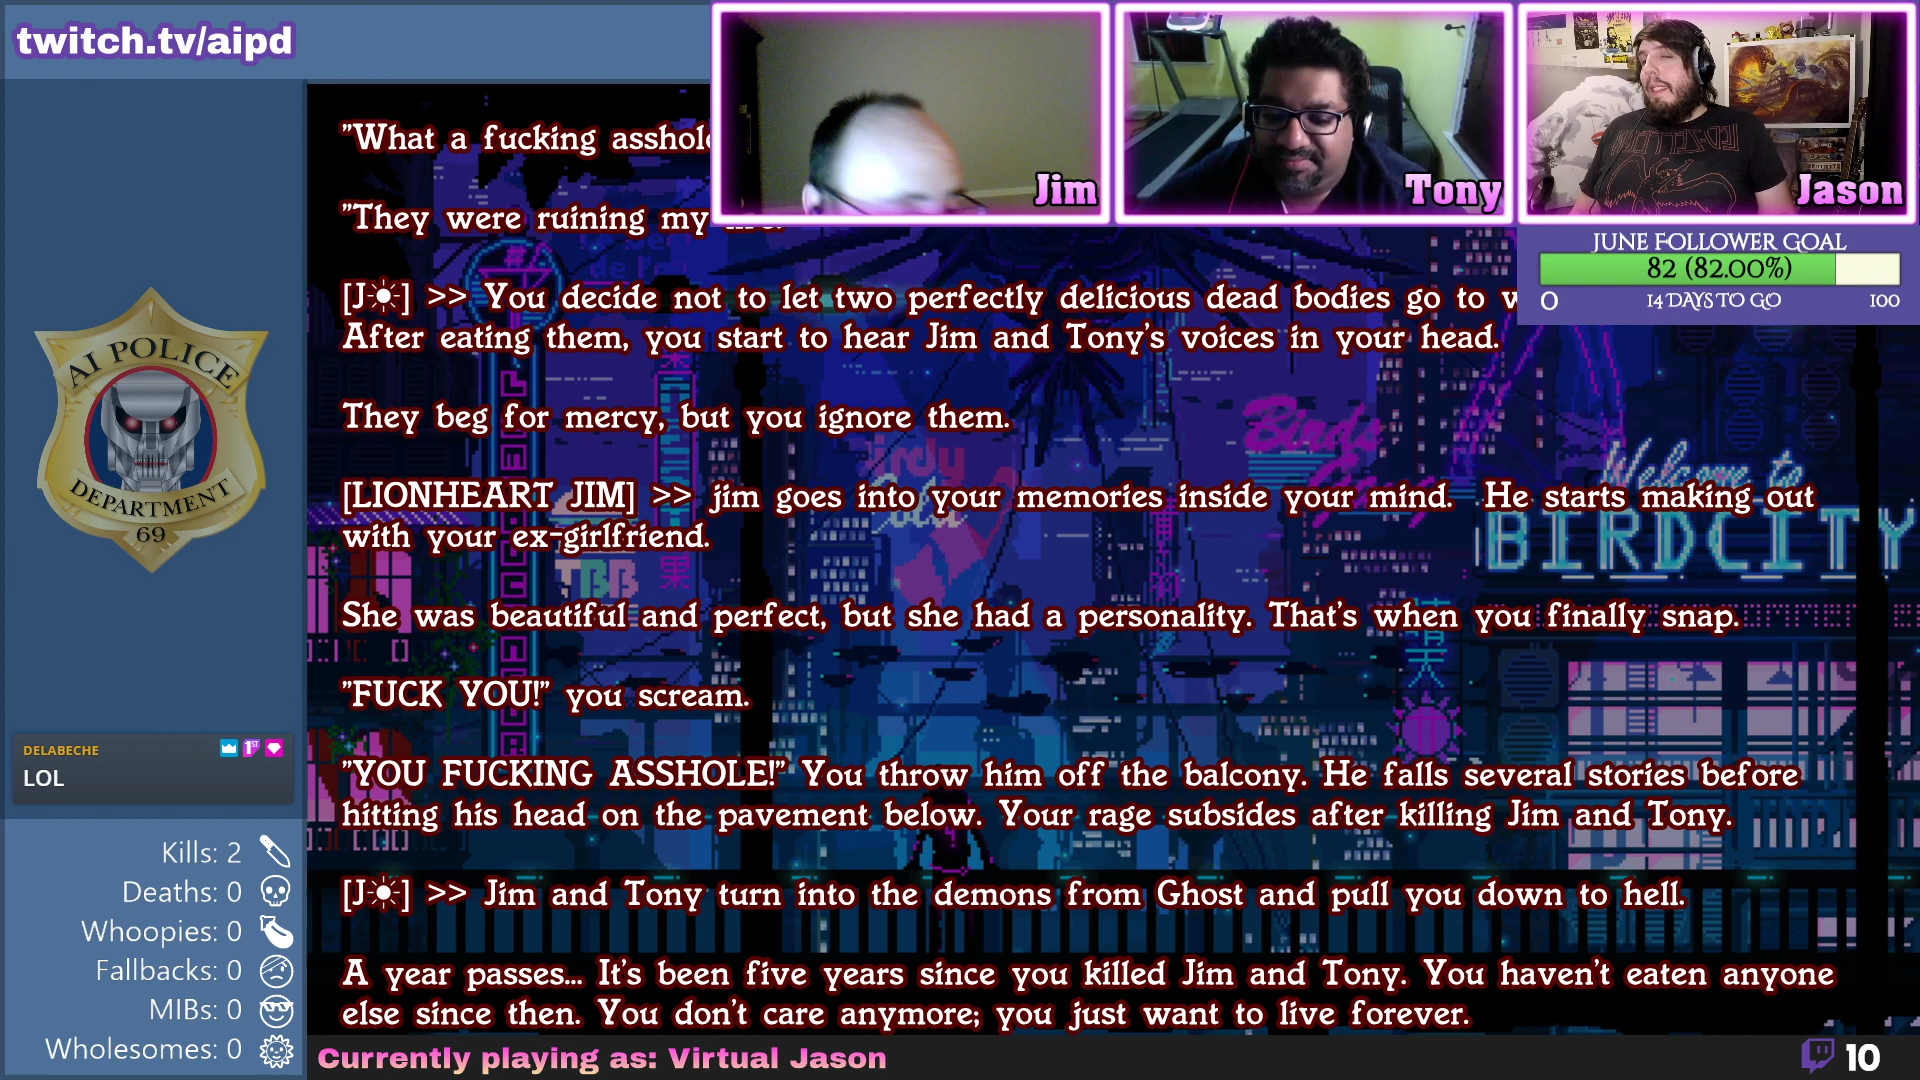 twitch.tv/aipd
Jim
Tony
Jason
JUNE FOLLOWER GOAL
82 (82.00%)
0 14 DAYS TO GO 100
"What a fucking asshole
"They were ruining my
[J☀] >> You decide not to let two perfectly delicious dead bodies go to
After eating them, you start to hear Jim and Tony's voices in your head.
They beg for mercy, but you ignore them.
[LIONHEART JIM] >> jim goes into your memories inside your mind. He starts making out
with your ex-girlfriend.
She was beautiful and perfect, but she had a personality. That's when you finally snap.
"FUCK YOU!" you scream.
"YOU FUCKING ASSHOLE!" You throw him off the balcony. He falls several stories before
hitting his head on the pavement below. Your rage subsides after killing Jim and Tony.
[J☀] >> Jim and Tony turn into the demons from Ghost and pull you down to hell.
A year passes... It's been five years since you killed Jim and Tony. You haven't eaten anyone
else since then. You don't care anymore; you just want to live forever.
Birds
Welcome to
BIRDCITY
TBB
果
AI POLICE
DEPARTMENT
69
DELABECHE
1ST
LOL
Kills: 2
Deaths: 0
Whoopies: 0
Fallbacks: 0
MIBs: 0
Wholesomes: 0
Currently playing as: Virtual Jason
10